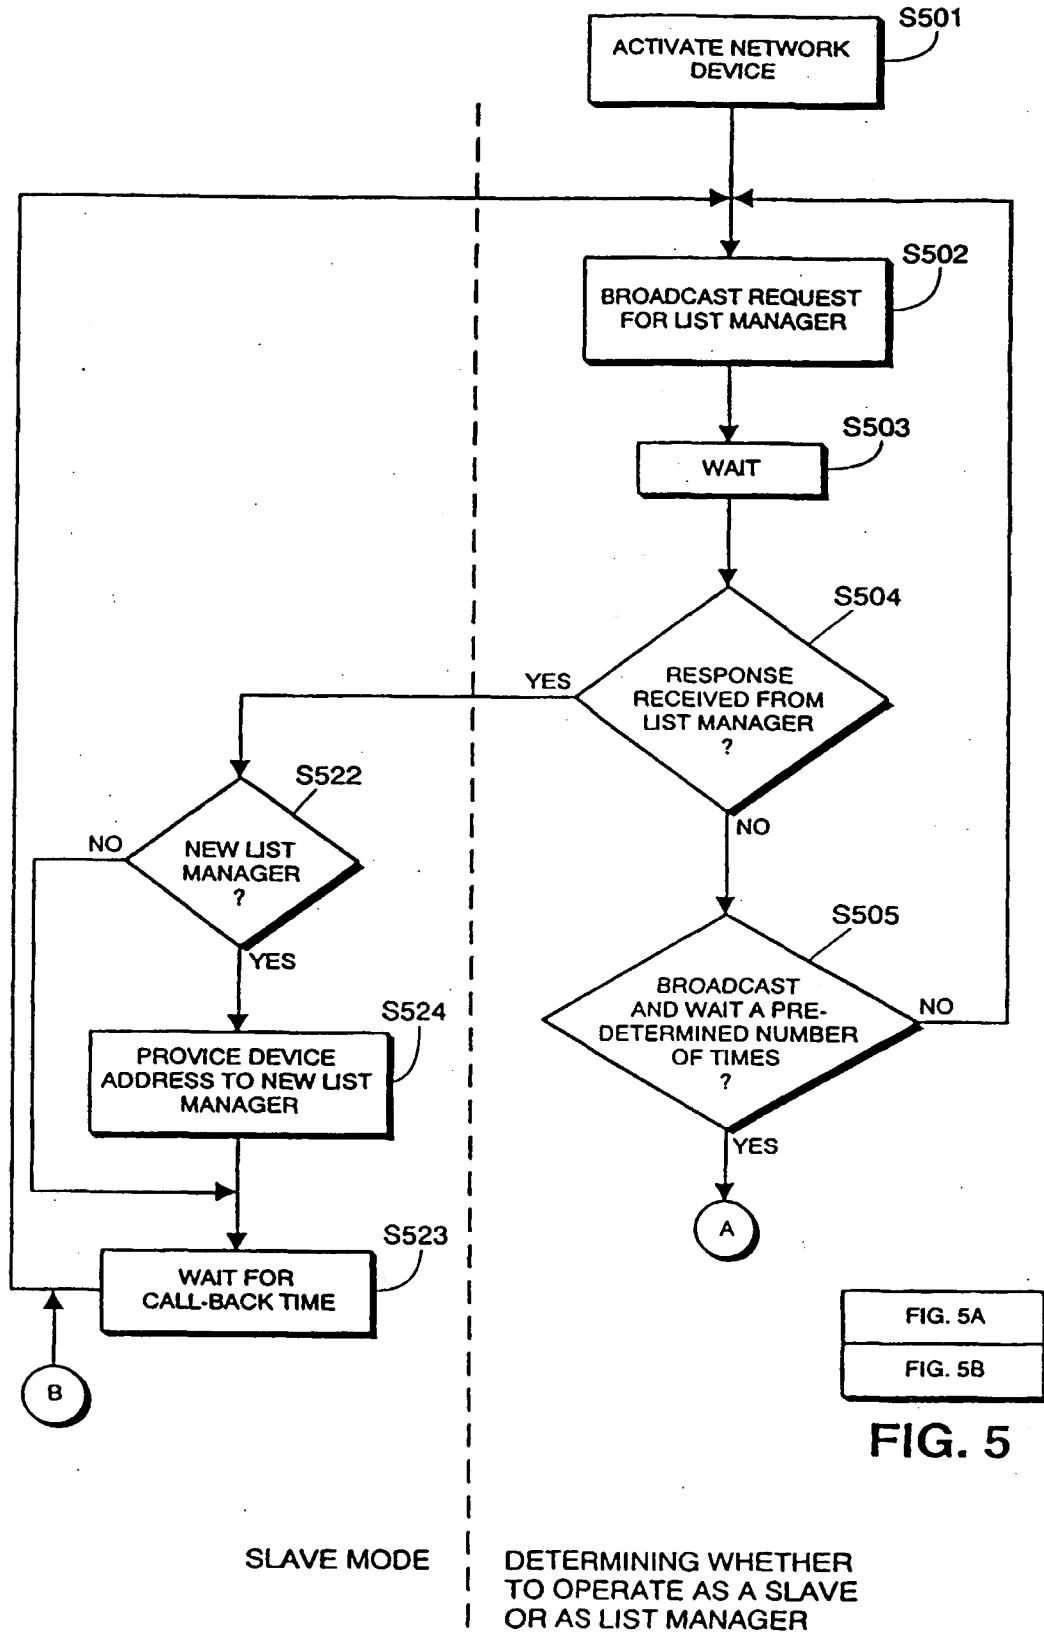 S501
ACTIVATE NETWORK
DEVICE
S502
BROADCAST REQUEST
FOR LIST MANAGER
S503
WAIT
S504
RESPONSE
RECEIVED FROM
LIST MANAGER
?
YES
NO
S522
NEW LIST
MANAGER
?
NO
YES
S505
BROADCAST
AND WAIT A PRE-
DETERMINED NUMBER
OF TIMES
?
NO
YES
A
S524
PROVICE DEVICE
ADDRESS TO NEW LIST
MANAGER
S523
WAIT FOR
CALL-BACK TIME
B
FIG. 5A
FIG. 5B
FIG. 5
SLAVE MODE
DETERMINING WHETHER
TO OPERATE AS A SLAVE
OR AS LIST MANAGER